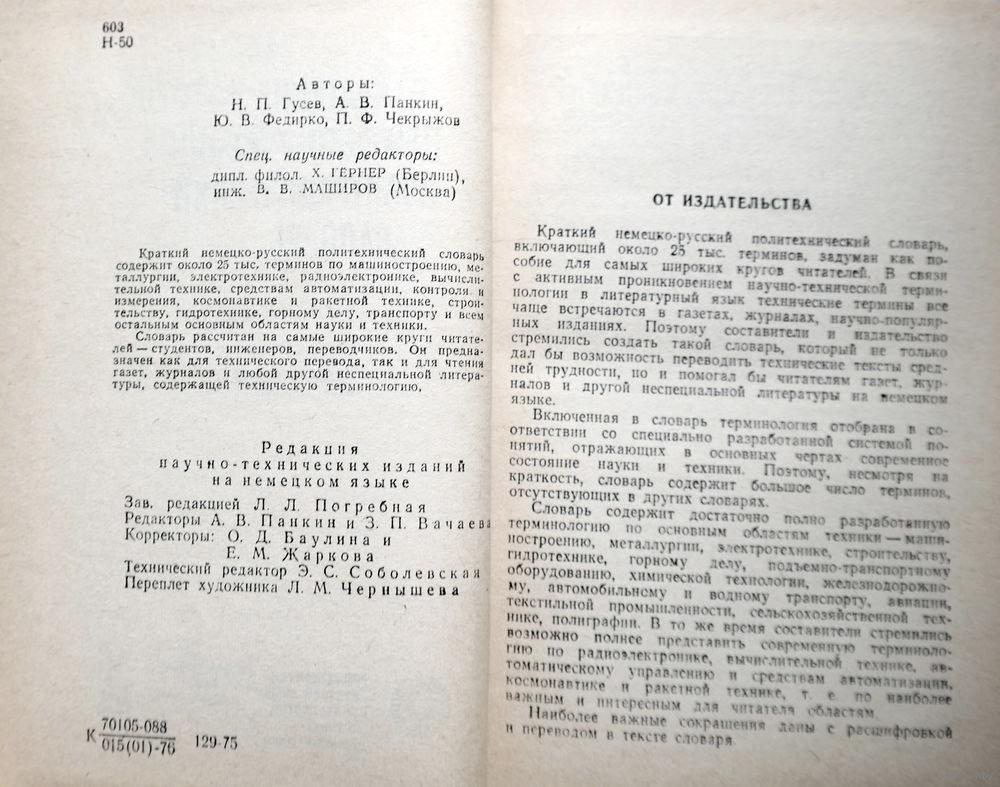 603
Н-50
Авторы:
Н. П. Гусев, А. В. Панкин,
Ю. В. Федирко, П. Ф. Чекрыжов
Спец. научные редакторы:
дипл. филол. Х. ГЕРНЕР (Берлин),
инж. В. В. МАШИРОВ (Москва)
Краткий немецко-русский политехнический словарь
содержит около 25 тыс. терминов по машиностроению, ме-
таллургии, электротехнике, радиоэлектронике, вычисли-
тельной технике, средствам автоматизации, контроля и
измерения, космонавтике и ракетной технике, строи-
тельству, гидротехнике, горному делу, транспорту и всем
остальным основным областям науки и техники.
Словарь рассчитан на самые широкие круги читате-
лей — студентов, инженеров, переводчиков. Он предна-
значен как для технического перевода, так и для чтения
газет, журналов и любой другой неспециальной литера-
туры, содержащей техническую терминологию,
Редакция
научно-технических изданий
на немецком языке
Зав. редакцией Л. Л. Погребная
Редакторы А. В. Панкин и З. П. Вачаева
Корректоры: О. Д. Баулина и
Е. М. Жаркова
Технический редактор Э. С. Соболевская
Переплет художника Л. М. Чернышева
К 70105-088
015(01)-76 129-75
ОТ ИЗДАТЕЛЬСТВА
Краткий немецко-русский политехнический словарь,
включающий около 25 тыс. терминов, задуман как по-
собие для самых широких кругов читателей. В связи
с активным проникновением научно-технической терми-
нологии в литературный язык технические термины все
чаще встречаются в газетах, журналах, научно-популяр-
ных изданиях. Поэтому составители и издательство
стремились создать такой словарь, который не только
дал бы возможность переводить технические тексты сред-
ней трудности, но и помогал бы читателям газет, жур-
налов и другой неспециальной литературы на немецком
языке.
Включенная в словарь терминология отобрана в со-
ответствии со специально разработанной системой по-
нятий, отражающих в основных чертах современное
состояние науки и техники. Поэтому, несмотря на
краткость, словарь содержит большое число терминов,
отсутствующих в других словарях.
Словарь содержит достаточно полно разработанную
терминологию по основным областям техники — маши-
ностроению, металлургии, электротехнике, строительству,
гидротехнике, горному делу, подъемно-транспортному
оборудованию, химической технологии, железнодорожно-
му, автомобильному и водному транспорту, авиации,
текстильной промышленности, сельскохозяйственной тех-
нике, полиграфии. В то же время составители стремились
возможно полнее представить современную терминоло-
гию по радиоэлектронике, вычислительной технике, ав-
томатическому управлению и средствам автоматизации,
космонавтике и ракетной технике, т. е. по наиболее
важным и интересным для читателя областям.
Наиболее важные сокращения даны с расшифровкой
и переводом в тексте словаря.